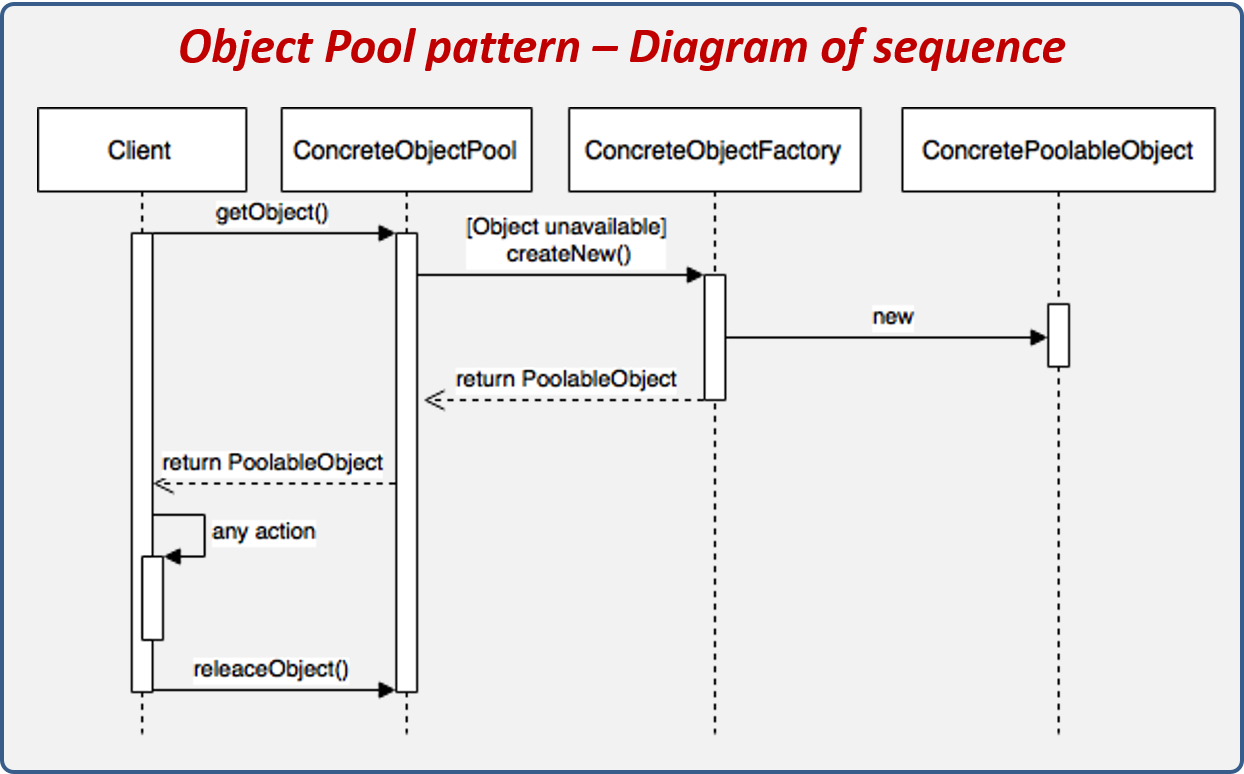 Object Pool pattern – Diagram of sequence
Client
ConcreteObjectPool
ConcreteObjectFactory
ConcretePoolableObject
getObject()
[Object unavailable]
createNew()
new
return PoolableObject
return PoolableObject
any action
releaceObject()